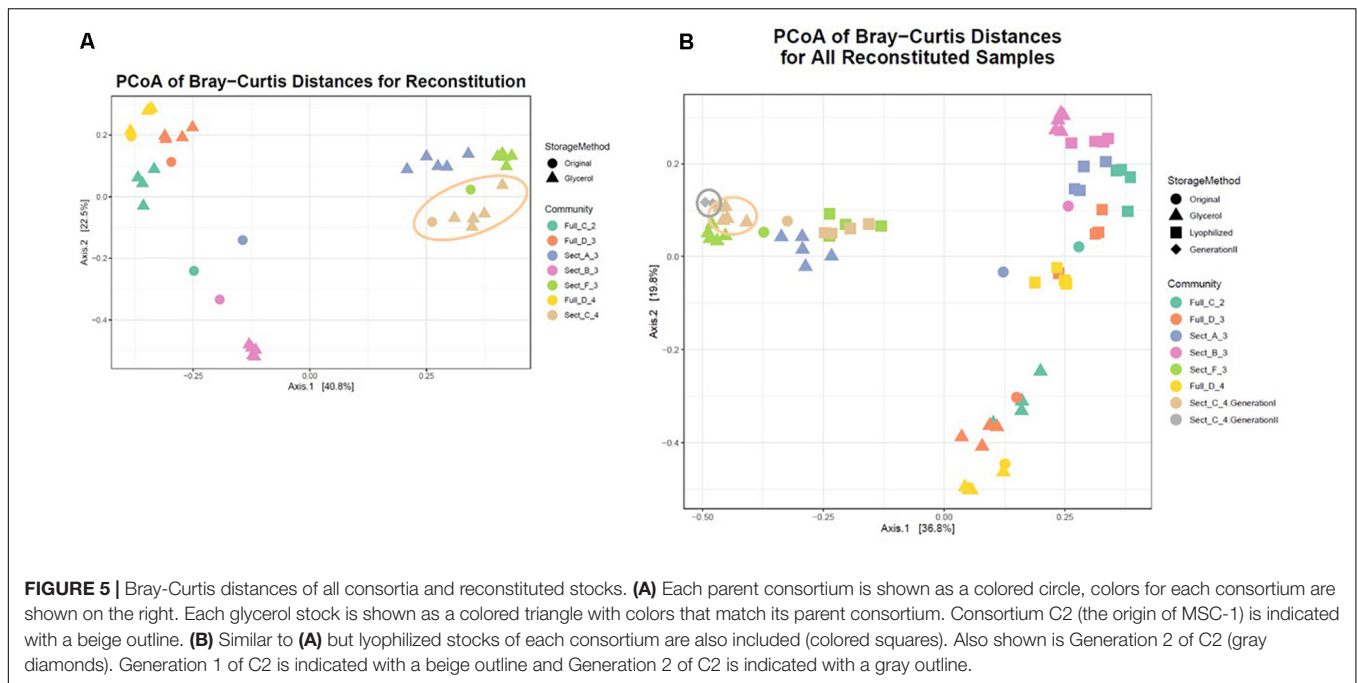 A
PCoA of Bray−Curtis Distances for Reconstitution
0.2
0.0
−0.2
−0.4
Axis.2 [22.5%]
−0.25
0.00
0.25
Axis.1 [40.8%]
StorageMethod
Original
Glycerol
Community
Full_C_2
Full_D_3
Sect_A_3
Sect_B_3
Sect_F_3
Full_D_4
Sect_C_4
B
PCoA of Bray−Curtis Distances
for All Reconstituted Samples
0.2
0.0
−0.2
−0.4
Axis.2 [19.8%]
−0.50
−0.25
0.00
0.25
Axis.1 [36.8%]
StorageMethod
Original
Glycerol
Lyophilized
GenerationII
Community
Full_C_2
Full_D_3
Sect_A_3
Sect_B_3
Sect_F_3
Full_D_4
Sect_C_4.GenerationI
Sect_C_4.GenerationII
FIGURE 5 | Bray-Curtis distances of all consortia and reconstituted stocks. (A) Each parent consortium is shown as a colored circle, colors for each consortium are
shown on the right. Each glycerol stock is shown as a colored triangle with colors that match its parent consortium. Consortium C2 (the origin of MSC-1) is indicated
with a beige outline. (B) Similar to (A) but lyophilized stocks of each consortium are also included (colored squares). Also shown is Generation 2 of C2 (gray
diamonds). Generation 1 of C2 is indicated with a beige outline and Generation 2 of C2 is indicated with a gray outline.